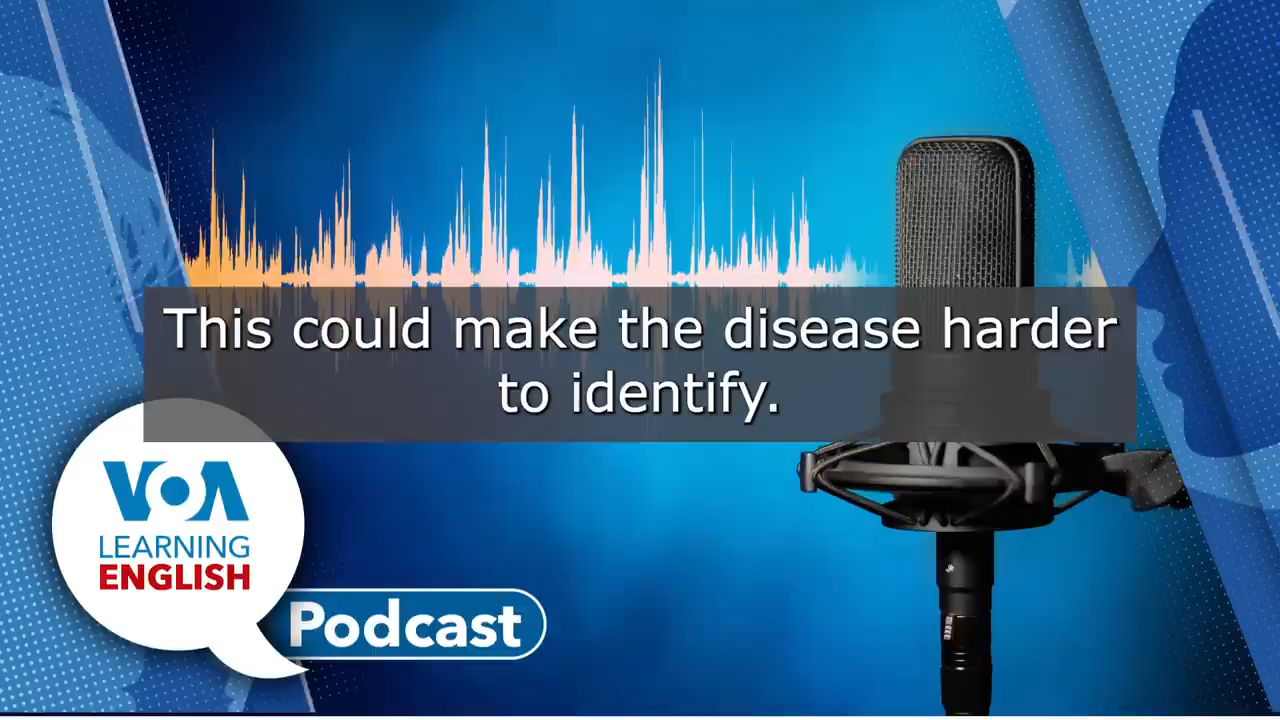 This could make the disease harder
to identify.
VOA
LEARNING
ENGLISH
Podcast